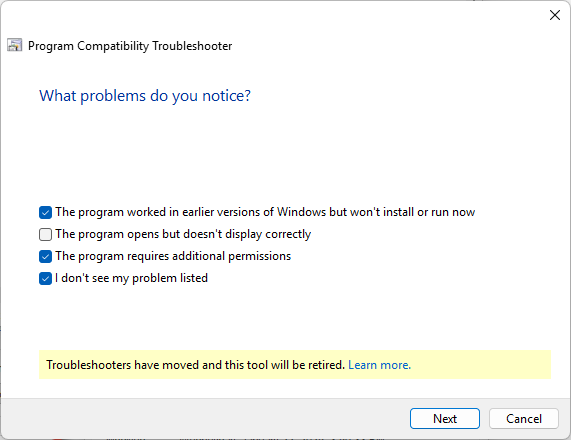 Program Compatibility Troubleshooter
What problems do you notice?
The program worked in earlier versions of Windows but won't install or run now
The program opens but doesn't display correctly
The program requires additional permissions
I don't see my problem listed
Troubleshooters have moved and this tool will be retired. Learn more.
Next
Cancel